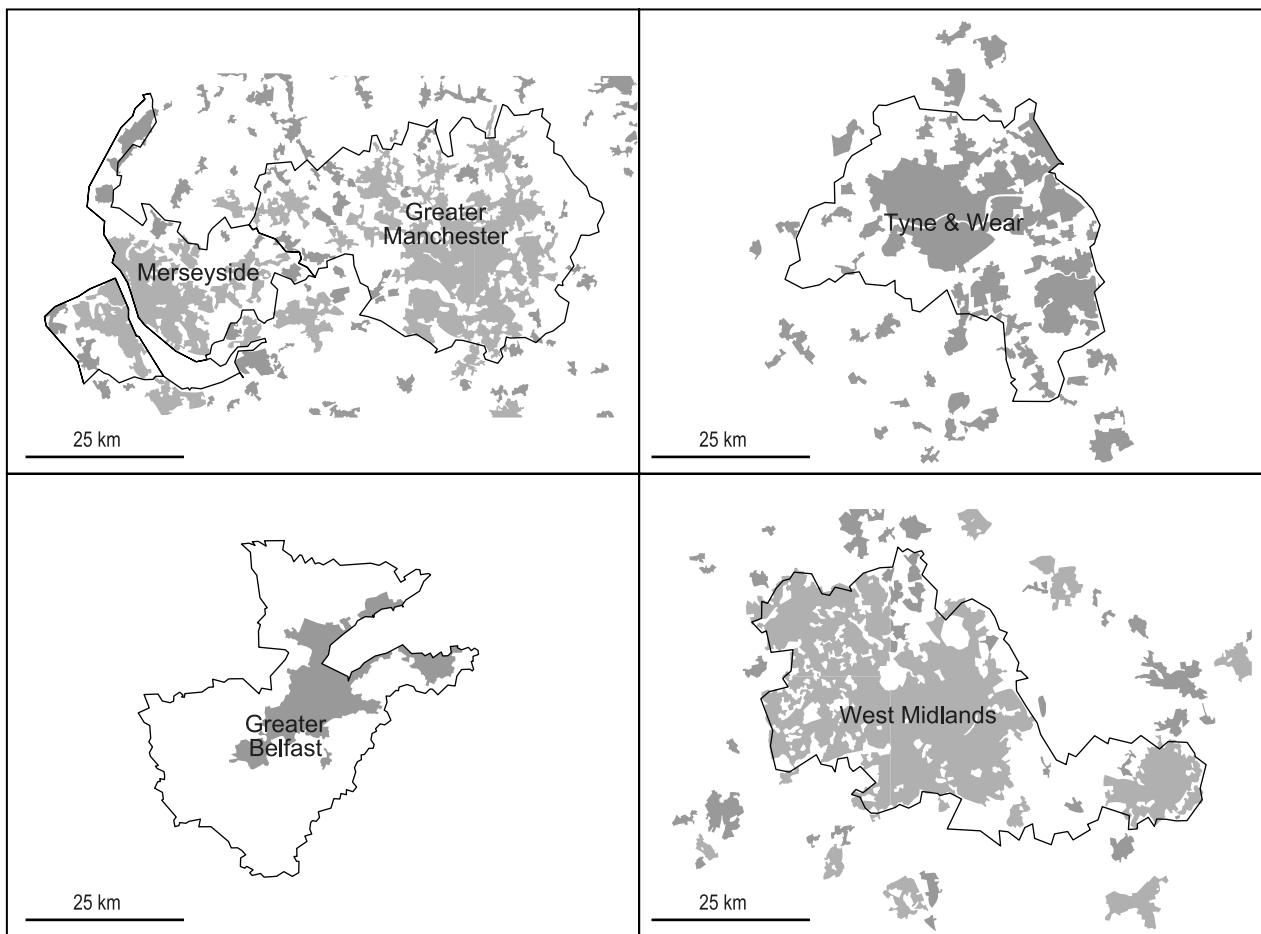 Greater
Manchester
Merseyside
25 km
Tyne & Wear
25 km
Greater
Belfast
25 km
West Midlands
25 km